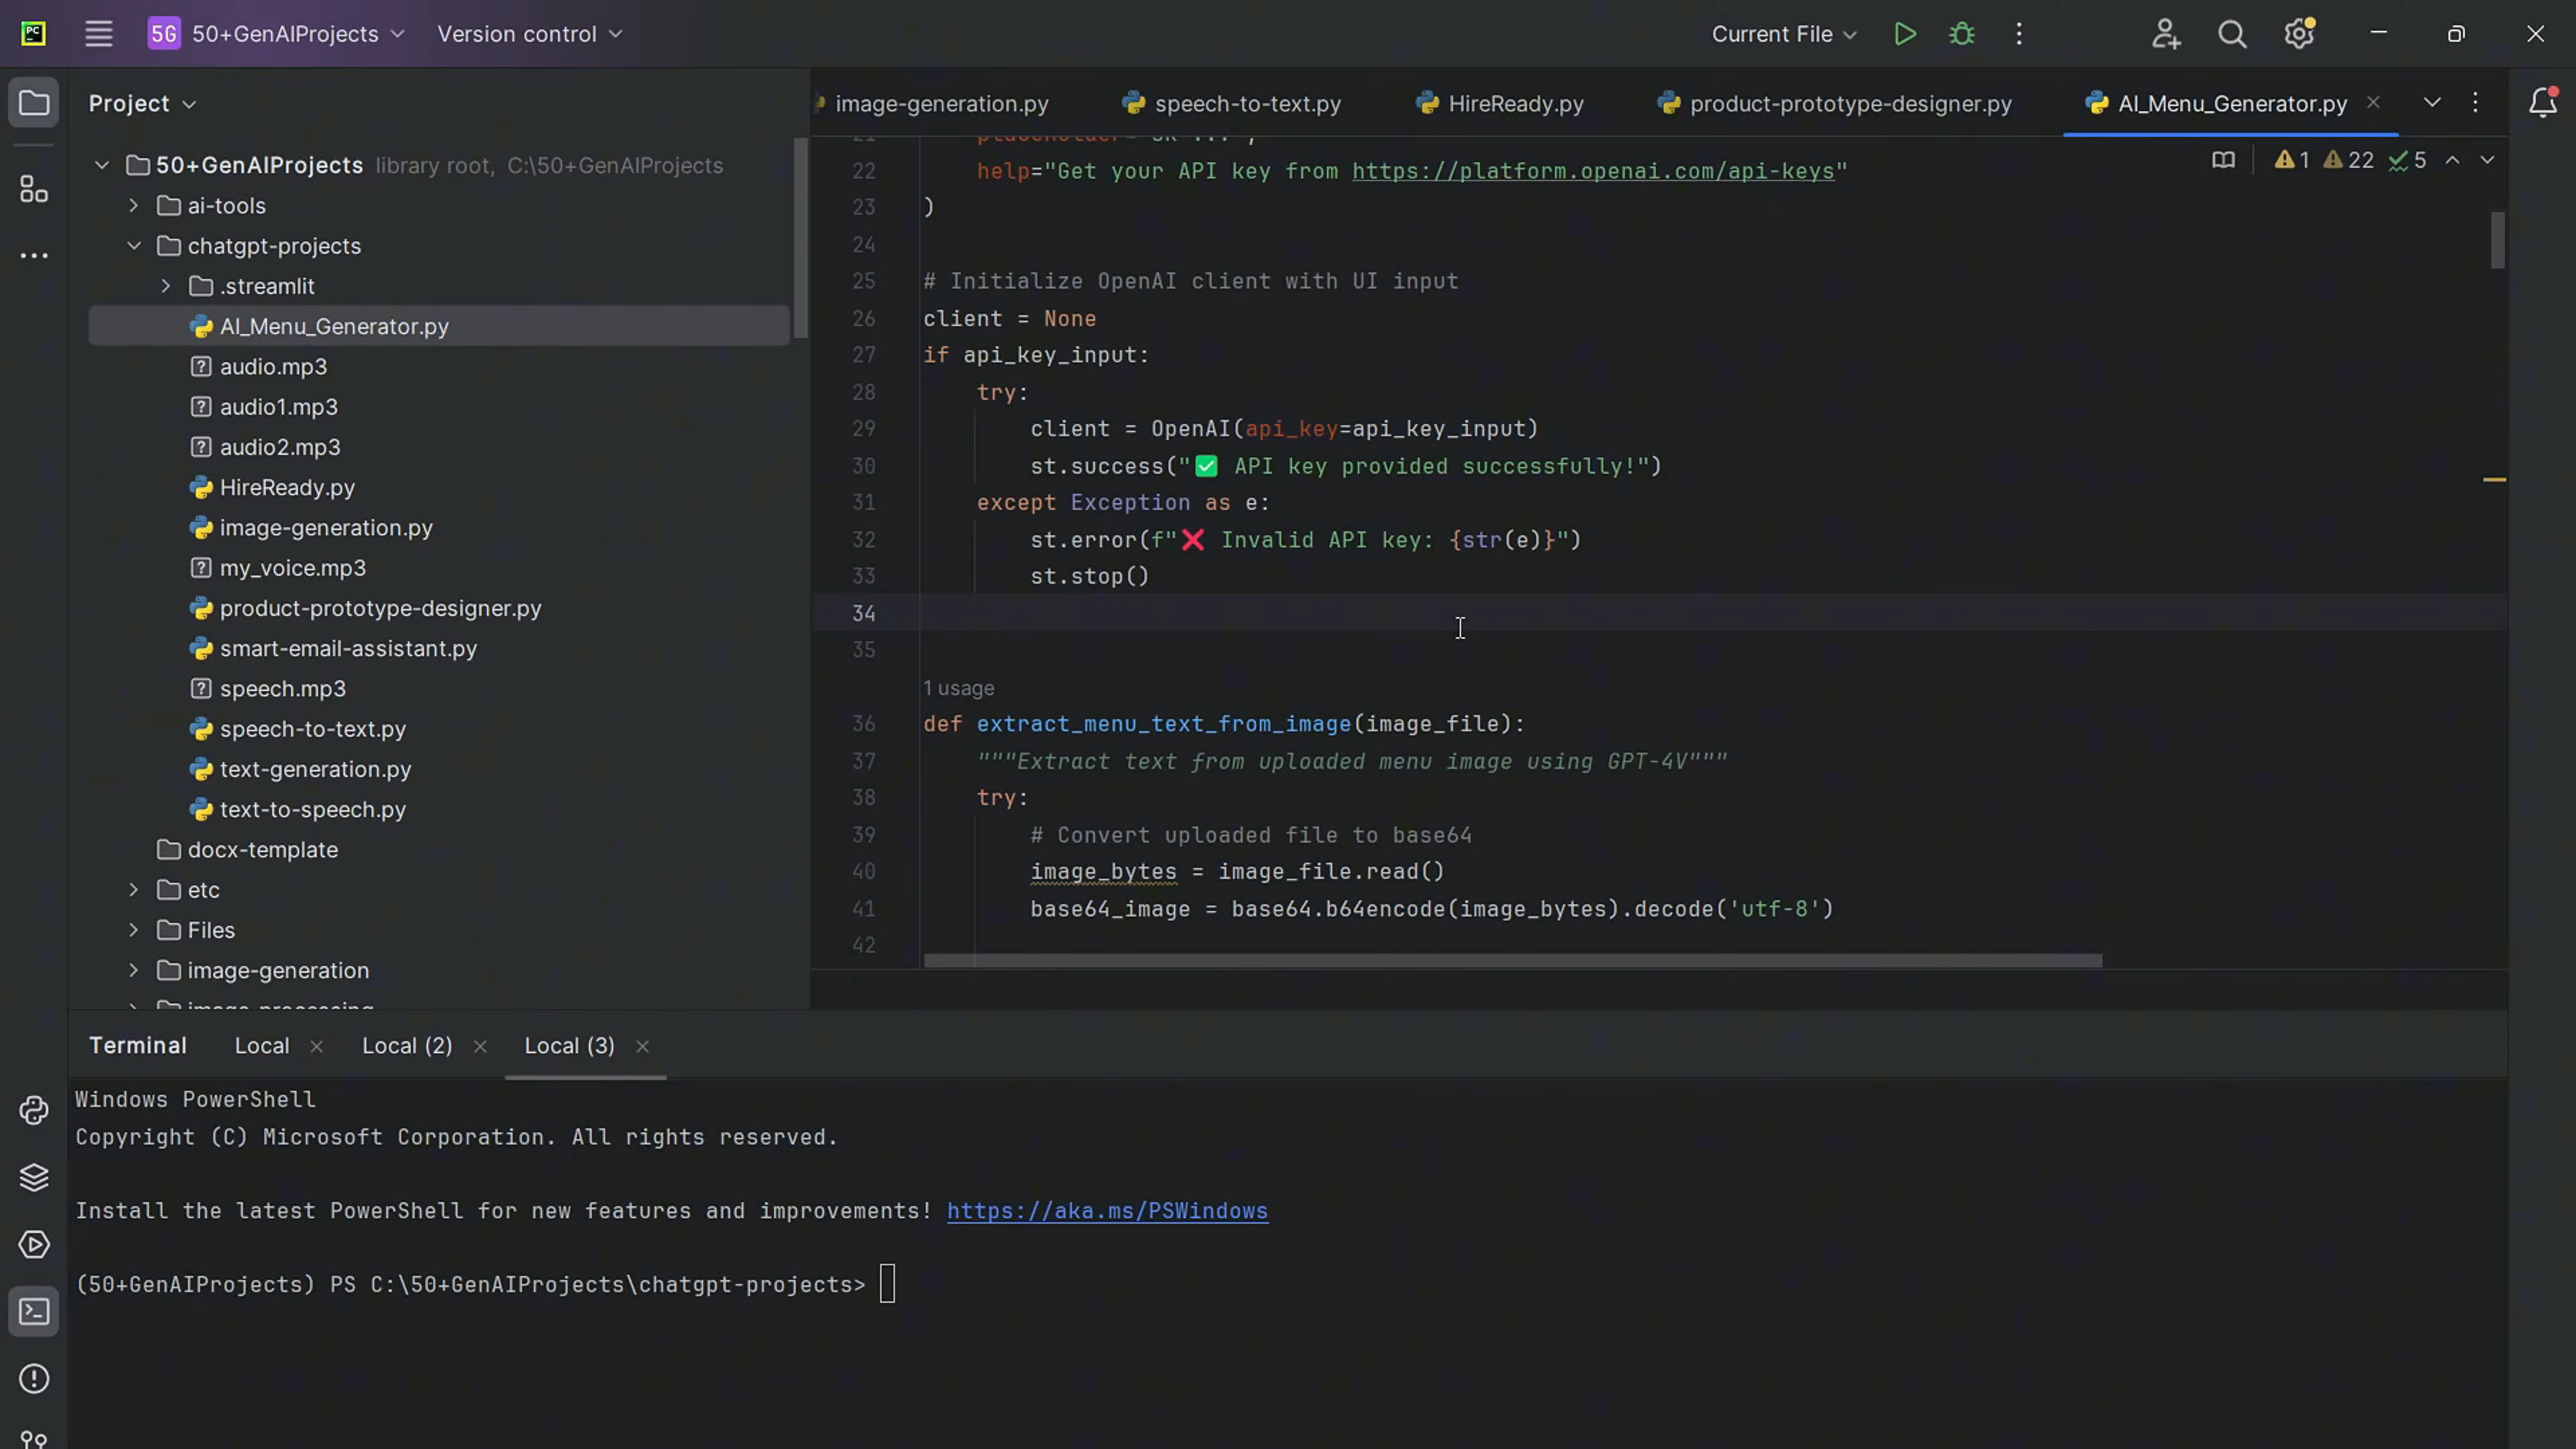 PC
5G 50+GenAIProjects Version control Current File
Project
50+GenAIProjects library root, C:\50+GenAIProjects
ai-tools
chatgpt-projects
.streamlit
AI_Menu_Generator.py
audio.mp3
audio1.mp3
audio2.mp3
HireReady.py
image-generation.py
my_voice.mp3
product-prototype-designer.py
smart-email-assistant.py
speech.mp3
speech-to-text.py
text-generation.py
text-to-speech.py
docx-template
etc
Files
image-generation
image-generation.py speech-to-text.py HireReady.py product-prototype-designer.py AI_Menu_Generator.py
1 22 5
22 help="Get your API key from https://platform.openai.com/api-keys"
23 )
24
25 # Initialize OpenAI client with UI input
26 client = None
27 if api_key_input:
28 try:
29 client = OpenAI(api_key=api_key_input)
30 st.success("✅ API key provided successfully!")
31 except Exception as e:
32 st.error(f"❌ Invalid API key: {str(e)}")
33 st.stop()
34
35
1 usage
36 def extract_menu_text_from_image(image_file):
37 """Extract text from uploaded menu image using GPT-4V"""
38 try:
39 # Convert uploaded file to base64
40 image_bytes = image_file.read()
41 base64_image = base64.b64encode(image_bytes).decode('utf-8')
42
Terminal Local Local (2) Local (3)
Windows PowerShell
Copyright (C) Microsoft Corporation. All rights reserved.
Install the latest PowerShell for new features and improvements! https://aka.ms/PSWindows
(50+GenAIProjects) PS C:\50+GenAIProjects\chatgpt-projects>